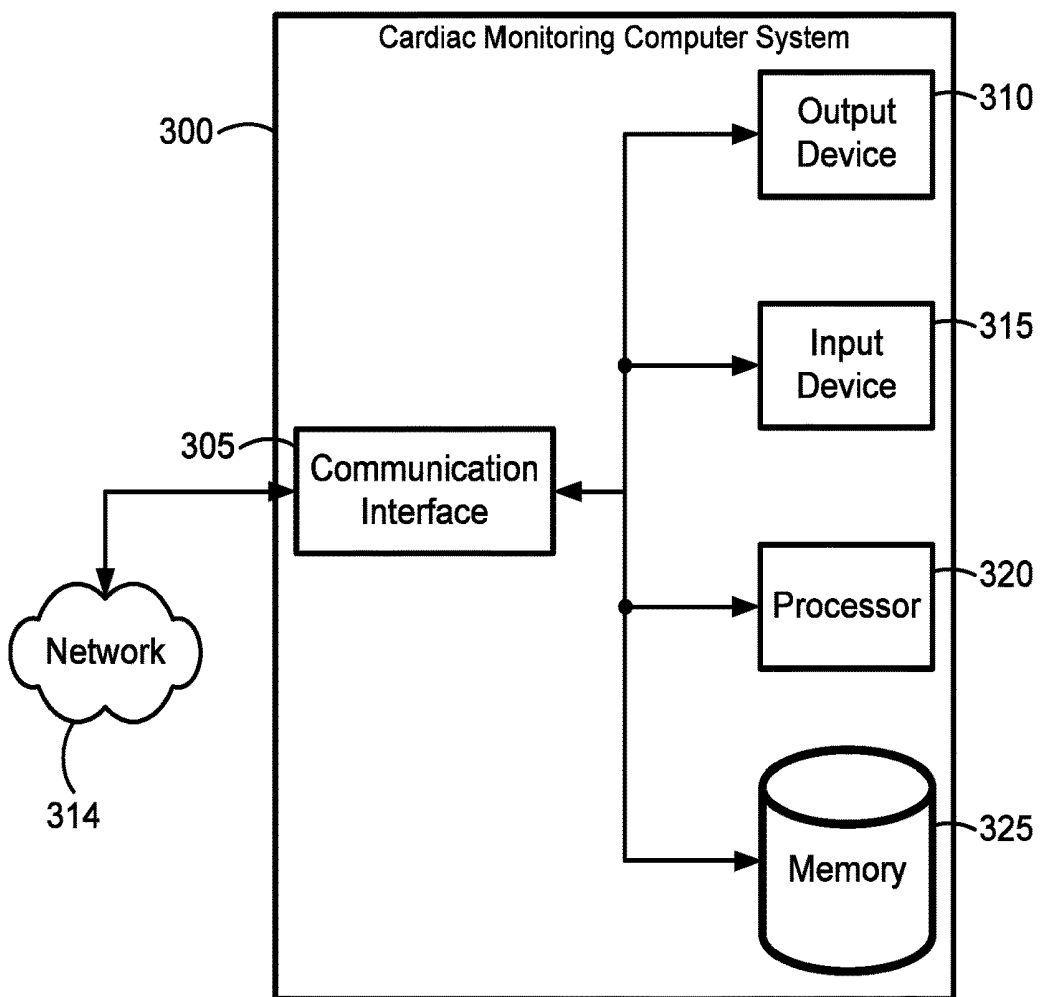 Cardiac Monitoring Computer System
300
Output
Device
310
Input
Device
315
305
Communication
Interface
Processor
320
Network
314
Memory
325